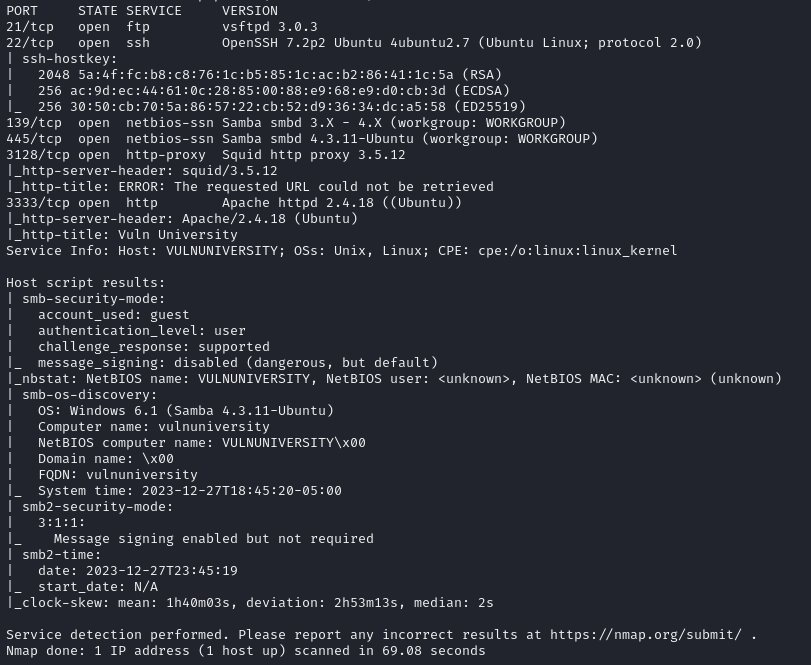 PORT     STATE SERVICE     VERSION
21/tcp   open  ftp         vsftpd 3.0.3
22/tcp   open  ssh         OpenSSH 7.2p2 Ubuntu 4ubuntu2.7 (Ubuntu Linux; protocol 2.0)
| ssh-hostkey:
|   2048 5a:4f:fc:b8:c8:76:1c:b5:85:1c:ac:b2:86:41:1c:5a (RSA)
|   256 ac:9d:ec:44:61:0c:28:85:00:88:e9:68:e9:d0:cb:3d (ECDSA)
|_  256 30:50:cb:70:5a:86:57:22:cb:52:d9:36:34:dc:a5:58 (ED25519)
139/tcp  open  netbios-ssn Samba smbd 3.X - 4.X (workgroup: WORKGROUP)
445/tcp  open  netbios-ssn Samba smbd 4.3.11-Ubuntu (workgroup: WORKGROUP)
3128/tcp open  http-proxy  Squid http proxy 3.5.12
|_http-server-header: squid/3.5.12
|_http-title: ERROR: The requested URL could not be retrieved
3333/tcp open  http        Apache httpd 2.4.18 ((Ubuntu))
|_http-server-header: Apache/2.4.18 (Ubuntu)
|_http-title: Vuln University
Service Info: Host: VULNUNIVERSITY; OSs: Unix, Linux; CPE: cpe:/o:linux:linux_kernel

Host script results:
| smb-security-mode:
|   account_used: guest
|   authentication_level: user
|   challenge_response: supported
|_  message_signing: disabled (dangerous, but default)
|_nbstat: NetBIOS name: VULNUNIVERSITY, NetBIOS user: <unknown>, NetBIOS MAC: <unknown> (unknown)
| smb-os-discovery:
|   OS: Windows 6.1 (Samba 4.3.11-Ubuntu)
|   Computer name: vulnuniversity
|   NetBIOS computer name: VULNUNIVERSITY\x00
|   Domain name: \x00
|   FQDN: vulnuniversity
|_  System time: 2023-12-27T18:45:20-05:00
| smb2-security-mode:
|   3:1:1:
|_    Message signing enabled but not required
| smb2-time:
|   date: 2023-12-27T23:45:19
|_  start_date: N/A
|_clock-skew: mean: 1h40m03s, deviation: 2h53m13s, median: 2s

Service detection performed. Please report any incorrect results at https://nmap.org/submit/ .
Nmap done: 1 IP address (1 host up) scanned in 69.08 seconds